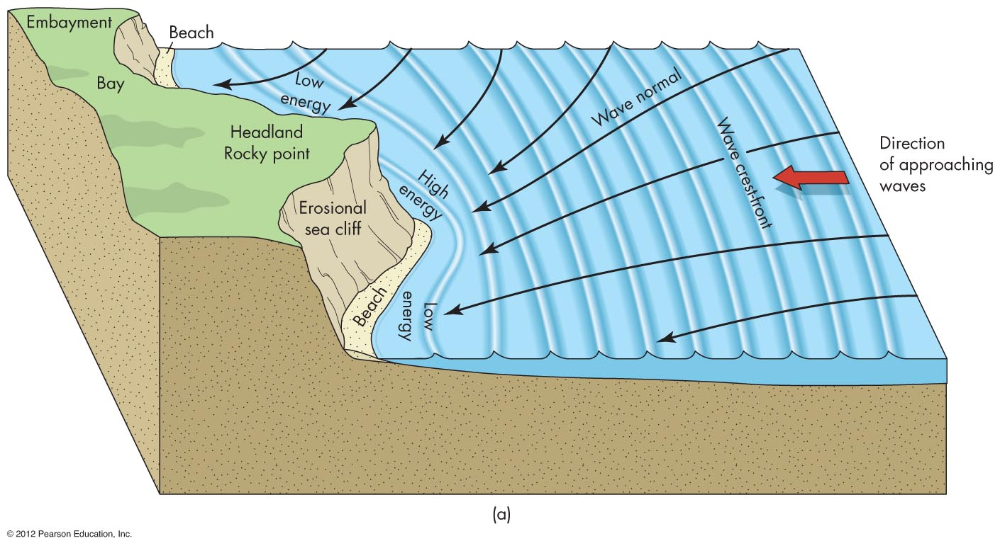 Embayment
Beach
Bay
Low
energy
Wave normal
Headland
Rocky point
Wave crest-front
Direction
of approaching
waves
High
energy
Erosional
sea cliff
Beach
Low
energy
(a)
© 2012 Pearson Education, Inc.